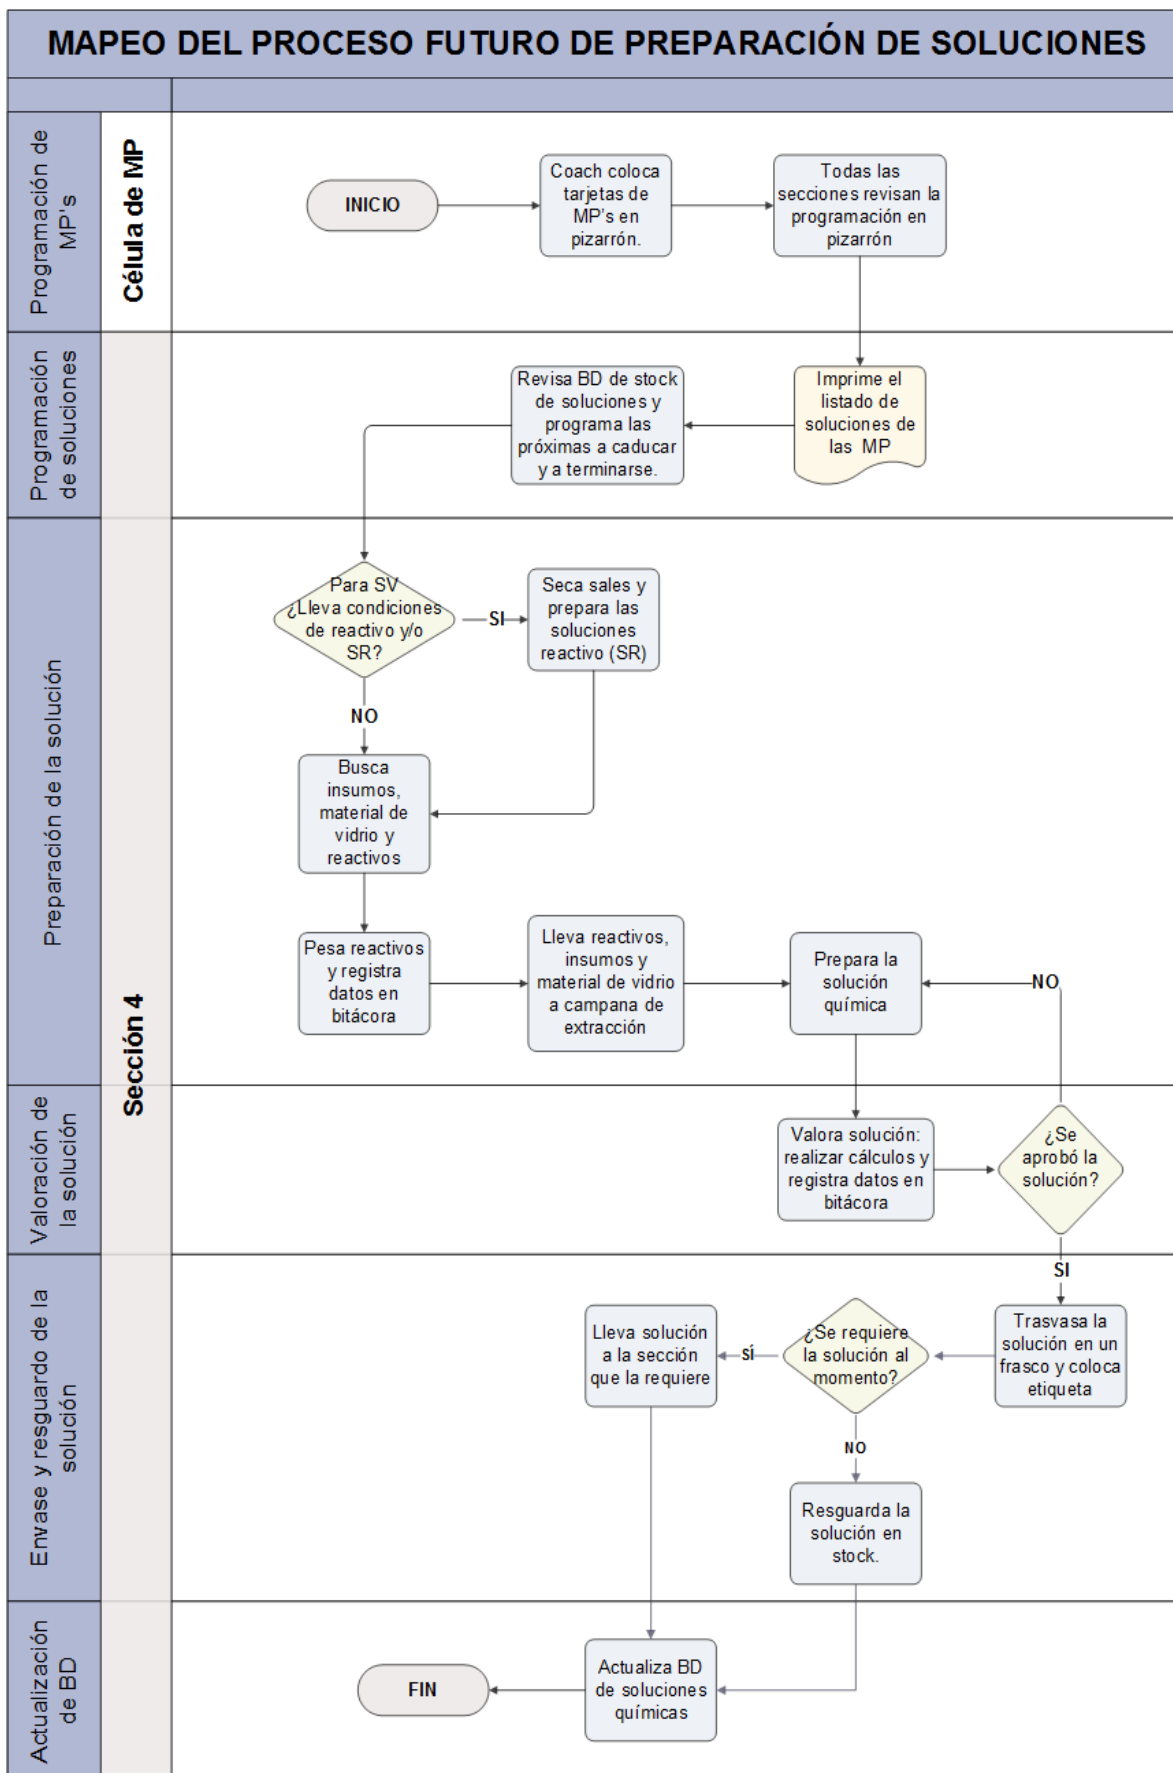 MAPEO DEL PROCESO FUTURO DE PREPARACIÓN DE SOLUCIONES
Programación de
MP's
Célula de MP
INICIO
Coach coloca
tarjetas de
MP's en
pizarrón.
Todas las
secciones revisan la
programación en
pizarrón
Programación
de soluciones
Sección 4
Imprime el
listado de
soluciones de
las MP
Revisa BD de stock
de soluciones y
programa las
próximas a caducar
y a terminarse.
Preparación de la solución
Para SV
¿Lleva condiciones
de reactivo y/o
SR?
SI
Seca sales y
prepara las
soluciones
reactivo (SR)
NO
Busca
insumos,
material de
vidrio y
reactivos
Pesa reactivos
y registra
datos en
bitácora
Lleva reactivos,
insumos y
material de vidrio
a campana de
extracción
Prepara la
solución
química
NO
Valoración de
la solución
Valora solución:
realizar cálculos y
registra datos en
bitácora
¿Se
aprobó la
solución?
SI
Envase y resguardo de la
solución
Trasvasa la
solución en un
frasco y coloca
etiqueta
¿Se requiere
la solución al
momento?
SÍ
Lleva solución
a la sección
que la requiere
NO
Resguarda la
solución en
stock.
Actualización
de BD
Actualiza BD
de soluciones
químicas
FIN